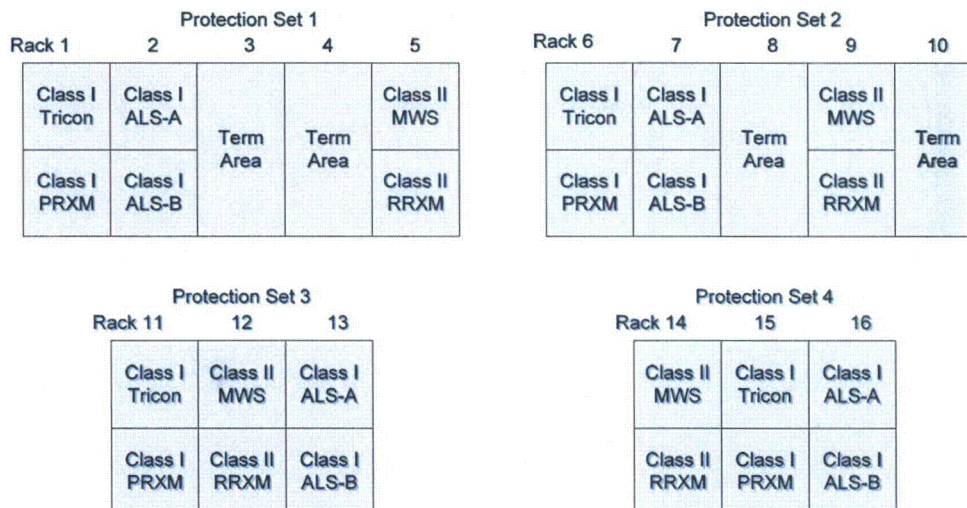 Protection Set 1
Rack 1 2 3 4 5
Class I Tricon
Class I ALS-A
Term Area
Term Area
Class II MWS
Class I PRXM
Class I ALS-B
Class II RRXM
Protection Set 2
Rack 6 7 8 9 10
Class I Tricon
Class I ALS-A
Term Area
Class II MWS
Term Area
Class I PRXM
Class I ALS-B
Class II RRXM
Protection Set 3
Rack 11 12 13
Class I Tricon
Class II MWS
Class I ALS-A
Class I PRXM
Class II RRXM
Class I ALS-B
Protection Set 4
Rack 14 15 16
Class II MWS
Class I Tricon
Class I ALS-A
Class II RRXM
Class I PRXM
Class I ALS-B